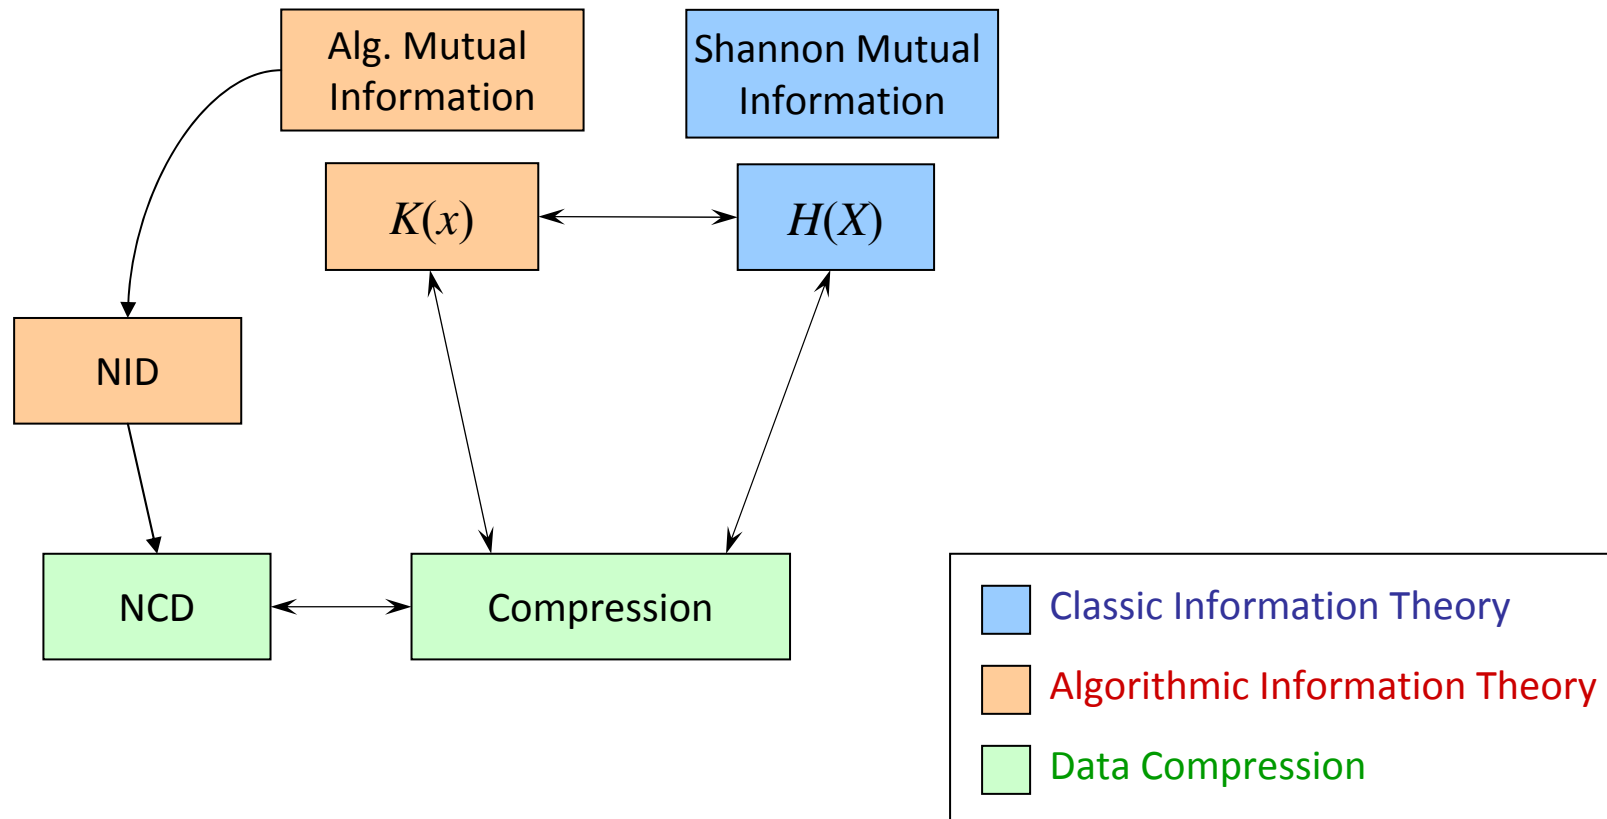 Alg. Mutual
Information
Shannon Mutual
Information
K(x)
H(X)
NID
NCD
Compression
Classic Information Theory
Algorithmic Information Theory
Data Compression